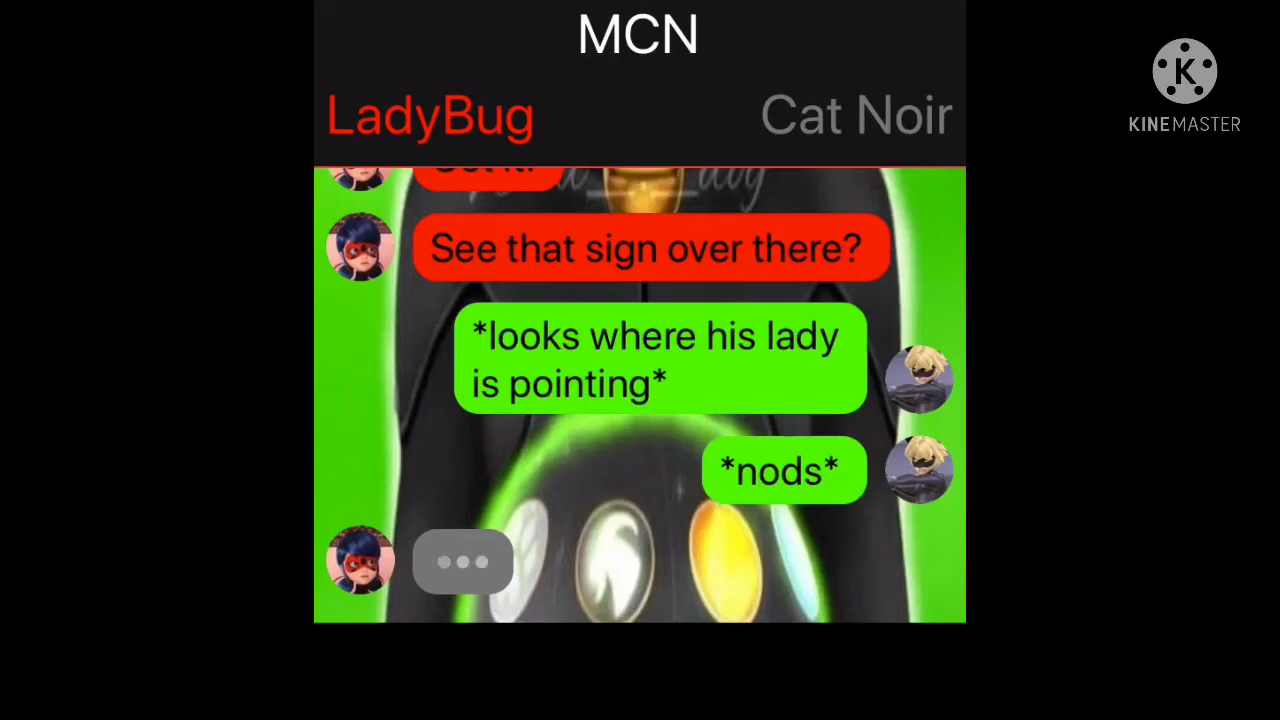 MCN
LadyBug
Cat Noir
K
KINEMASTER
See that sign over there?
*looks where his lady
is pointing*
*nods*